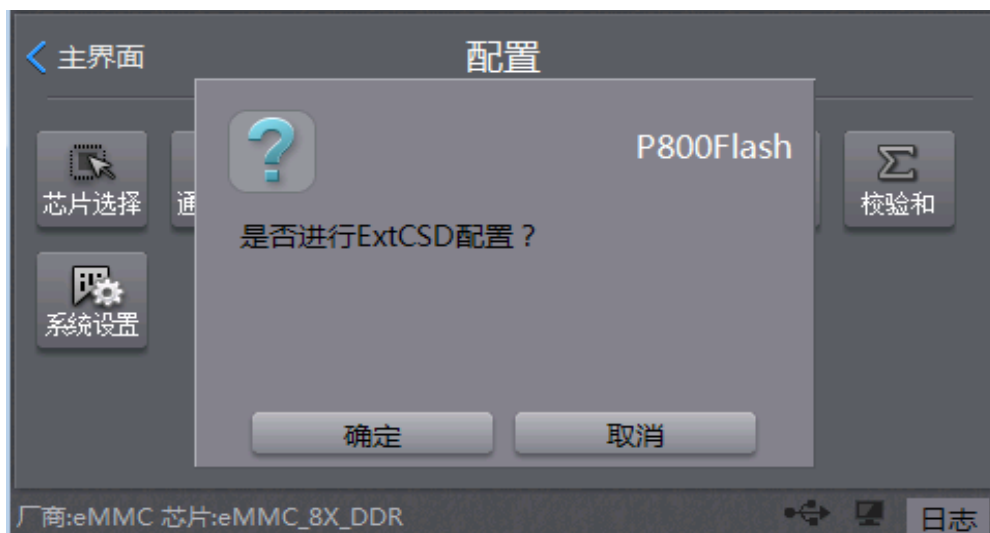 主界面
配置
P800Flash
芯片选择
通
校验和
是否进行ExtCSD配置？
系统设置
确定
取消
厂商:eMMC 芯片:eMMC_8X_DDR
日志